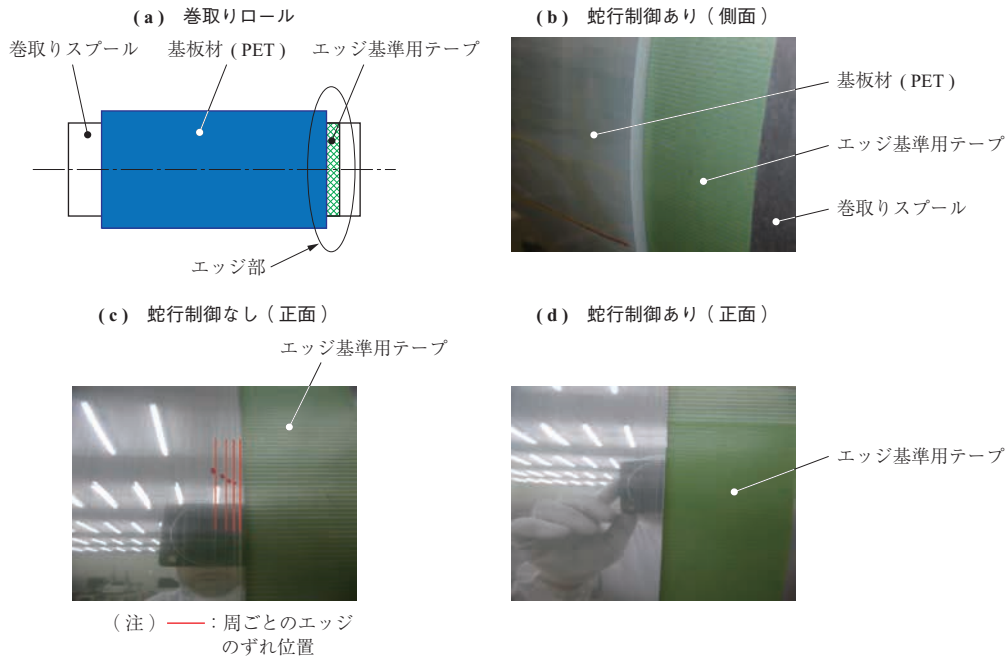 ( a ) 巻取りロール
巻取りスプール
基板材 ( PET )
エッジ基準用テープ
エッジ部
( b ) 蛇行制御あり ( 側面 )
基板材 ( PET )
エッジ基準用テープ
巻取りスプール
( c ) 蛇行制御なし ( 正面 )
エッジ基準用テープ
( 注 ) : 周ごとのエッジ
のずれ位置
( d ) 蛇行制御あり ( 正面 )
エッジ基準用テープ